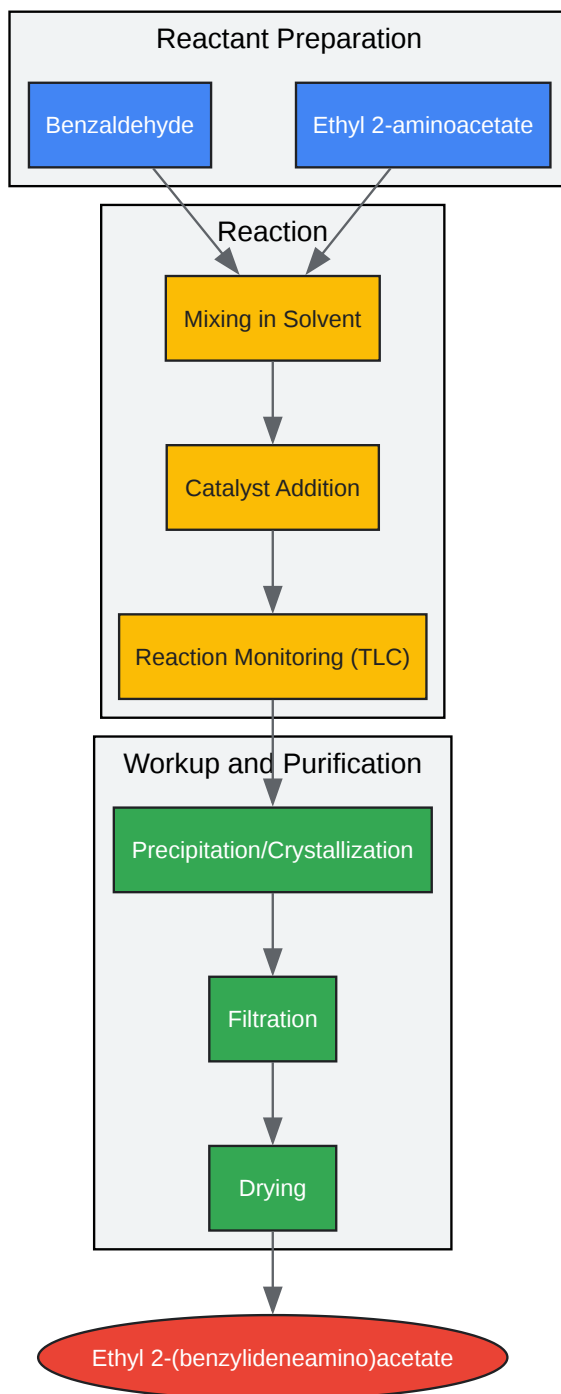 Reactant Preparation
Benzaldehyde
Ethyl 2-aminoacetate
Reaction
Mixing in Solvent
Catalyst Addition
Reaction Monitoring (TLC)
Workup and Purification
Precipitation/Crystallization
Filtration
Drying
Ethyl 2-(benzylideneamino)acetate